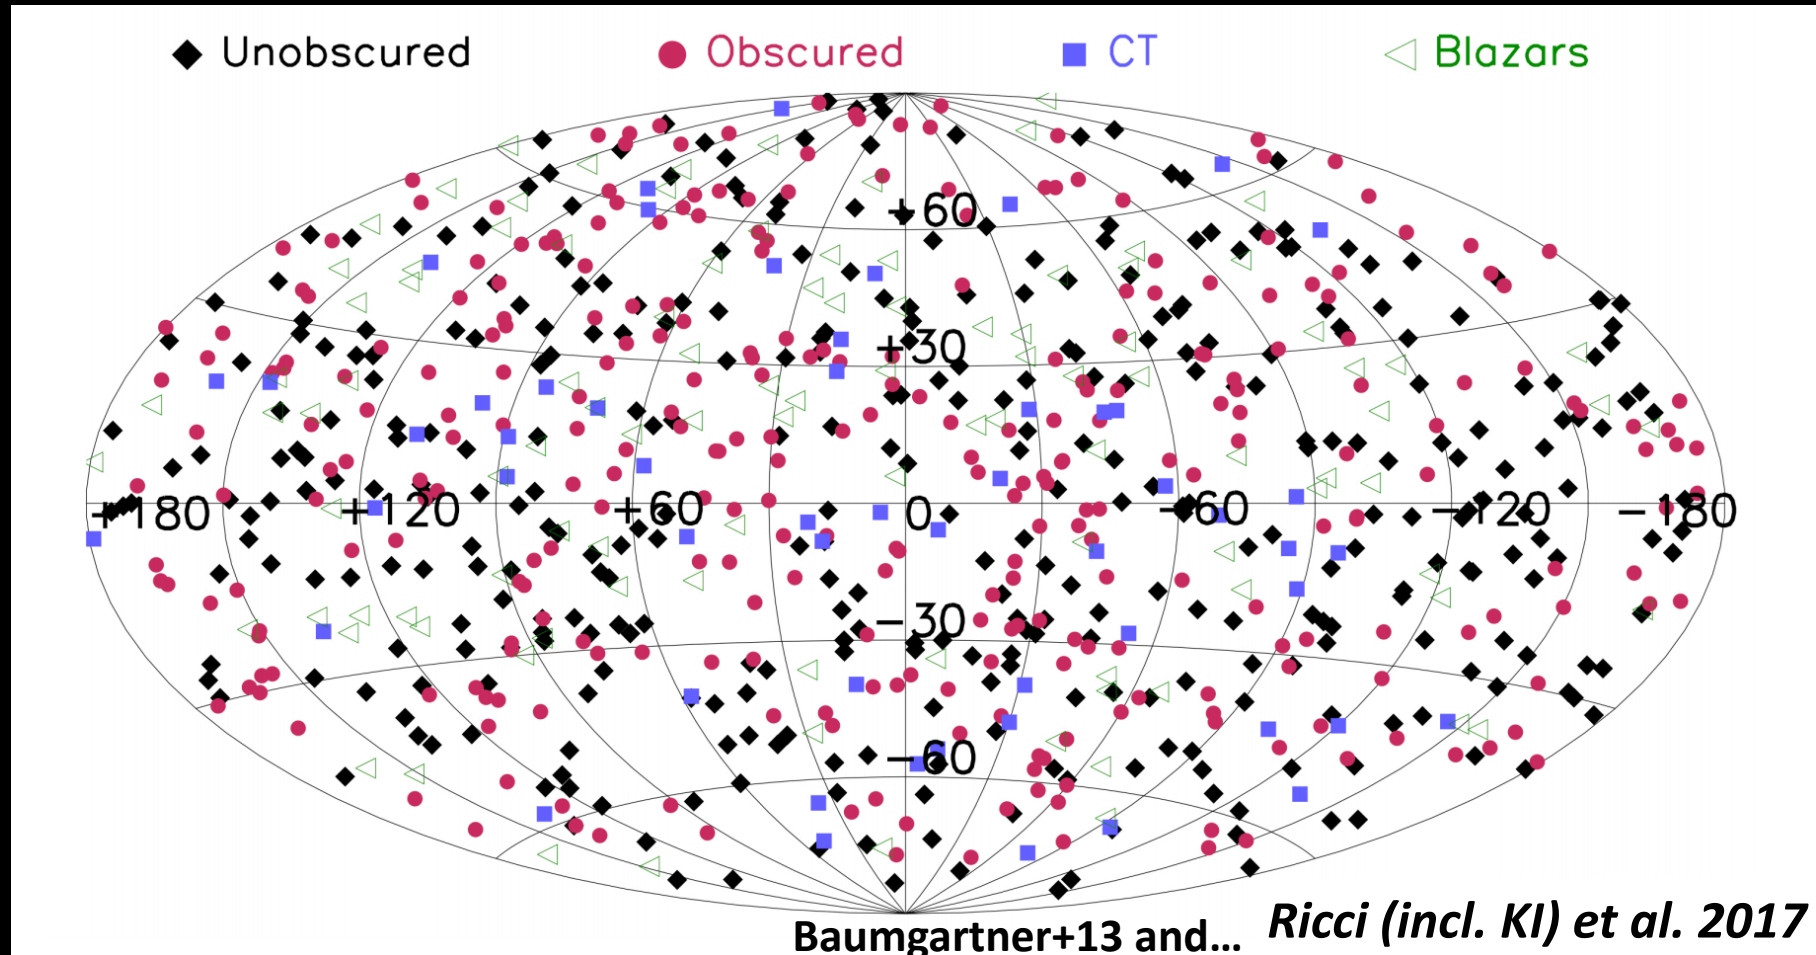 Unobscured Obscured CT Blazars
+60
+30
+180 +120 +60 0 −60 −120 −180
−30
−60
Baumgartner+13 and... Ricci (incl. KI) et al. 2017